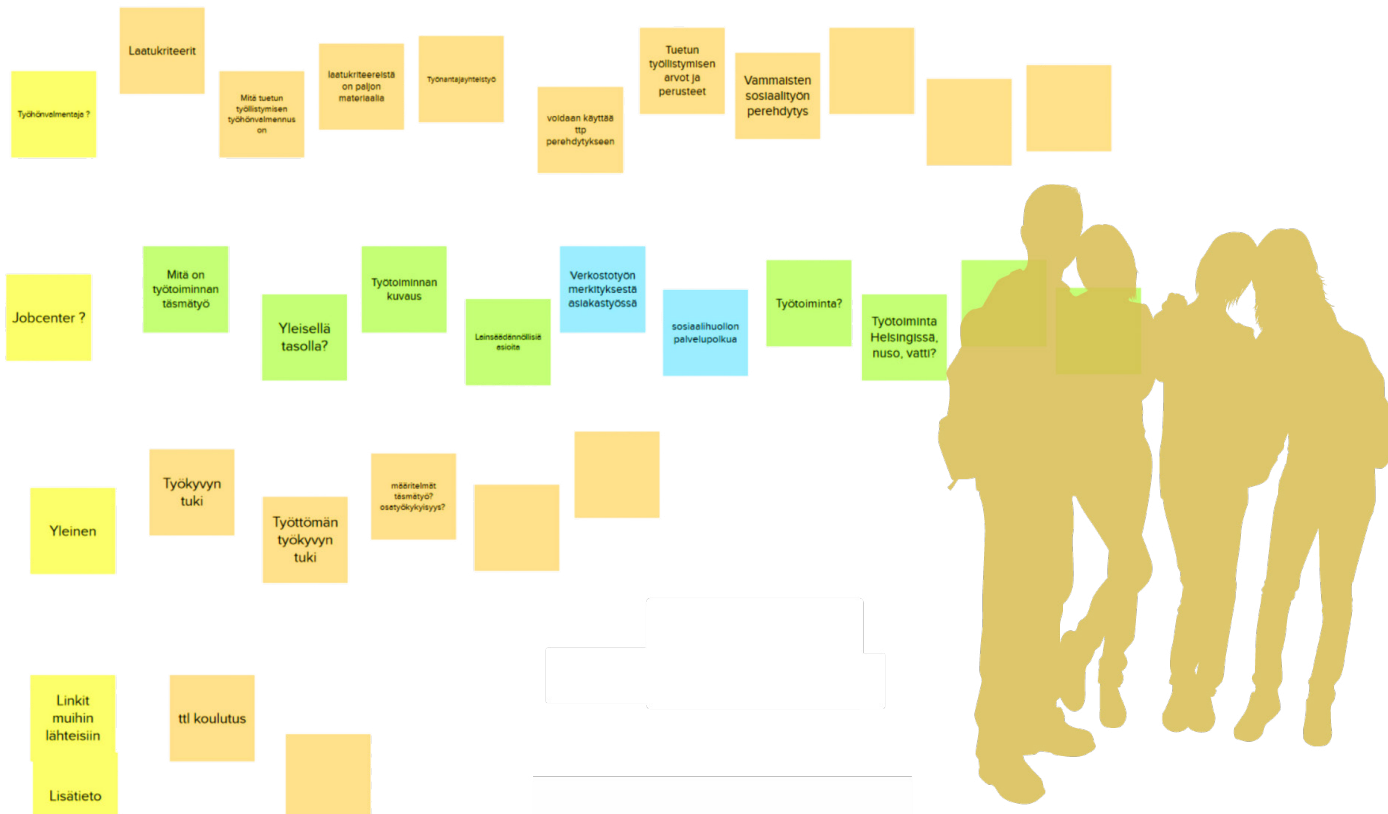 Työhönvalmentaja ?
Laatukriteerit
Mitä tuetun
työllistymisen
työhönvalmennus
on
laatukriteereistä
on paljon
materiaalia
Työnantajayhteistyö
voidaan käyttää
ttp
perehdytykseen
Tuetun
työllistymisen
arvot ja
perusteet
Vammaisten
sosiaalityön
perehdytys
Jobcenter ?
Mitä on
työtoiminnan
täsmätyö
Yleisellä
tasolla?
Työtoiminnan
kuvaus
Lainsäädännöllisiä
asioita
Verkostotyön
merkityksestä
asiakastyössä
sosiaalihuollon
palvelupolkua
Työtoiminta?
Työtoiminta
Helsingissä,
nuso, vatti?
Yleinen
Työkyvyn
tuki
Työttömän
työkyvyn
tuki
määritelmät
täsmätyö?
osatyökykyisyys?
Linkit
muihin
lähteisiin
ttl koulutus
Lisätieto